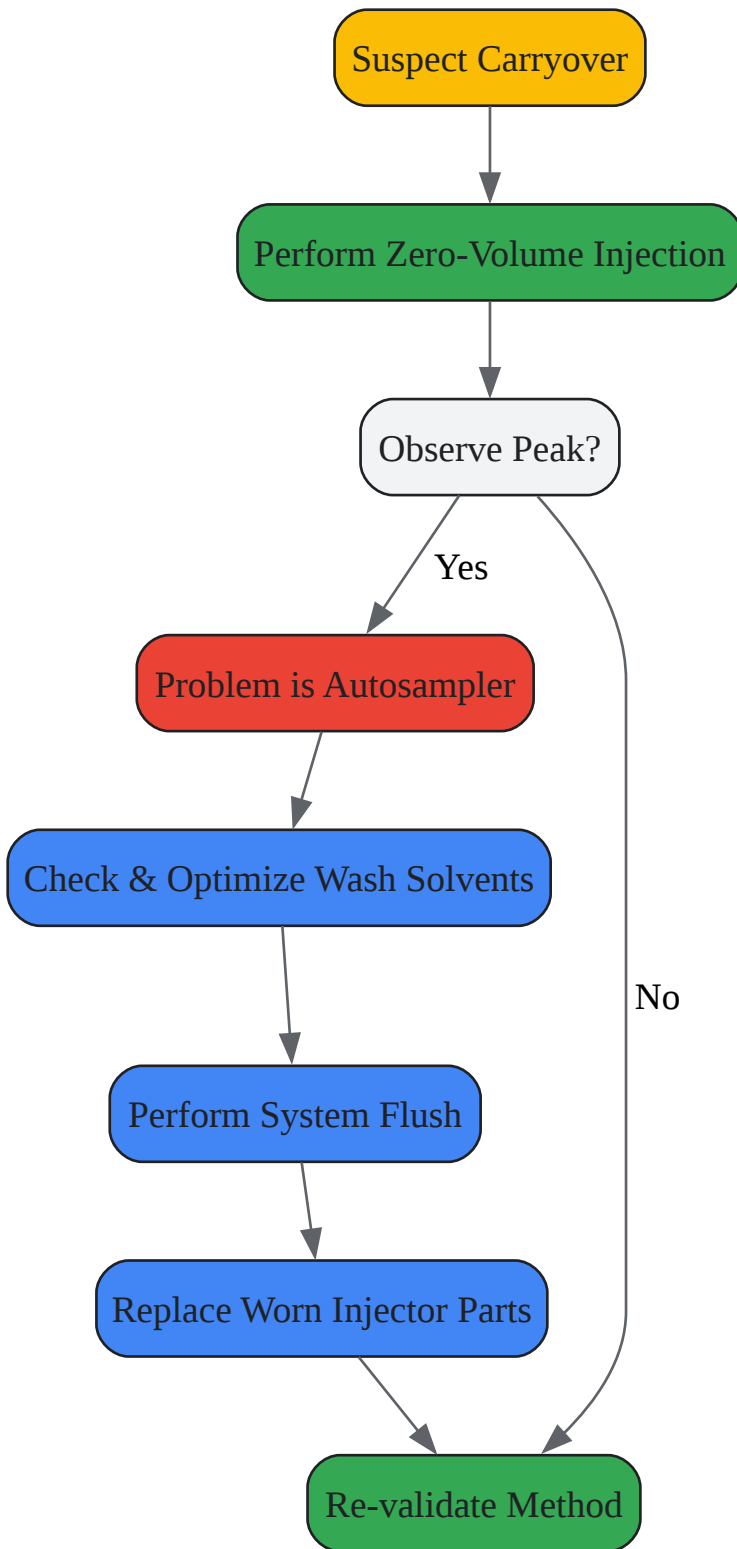 Suspect Carryover
Perform Zero-Volume Injection
Observe Peak?
Yes
Problem is Autosampler
Check & Optimize Wash Solvents
No
Perform System Flush
Replace Worn Injector Parts
Re-validate Method